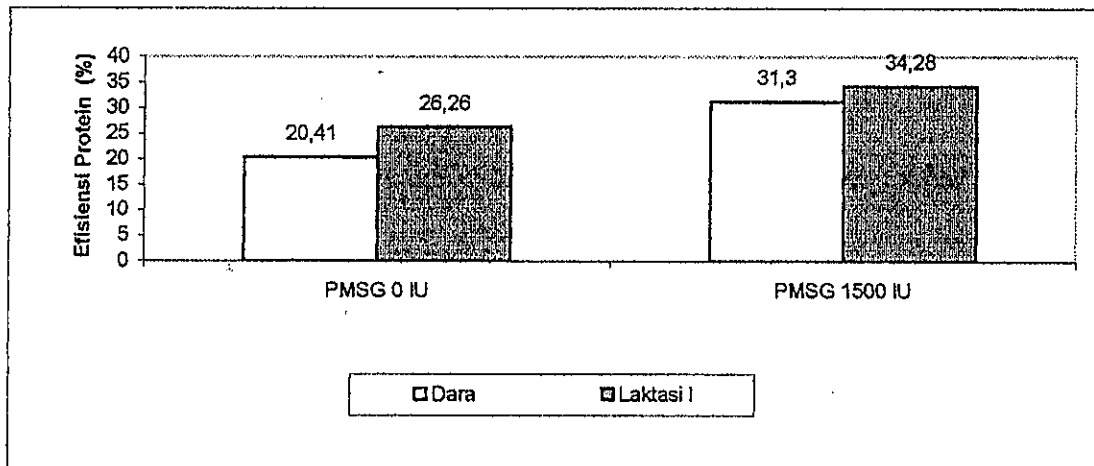 Efisiensi Protein (%)
40
35
30
25
20
15
10
5
0
20,41
26,26
31,3
34,28
PMSG 0 IU
PMSG 1500 IU
Dara
Laktasi I